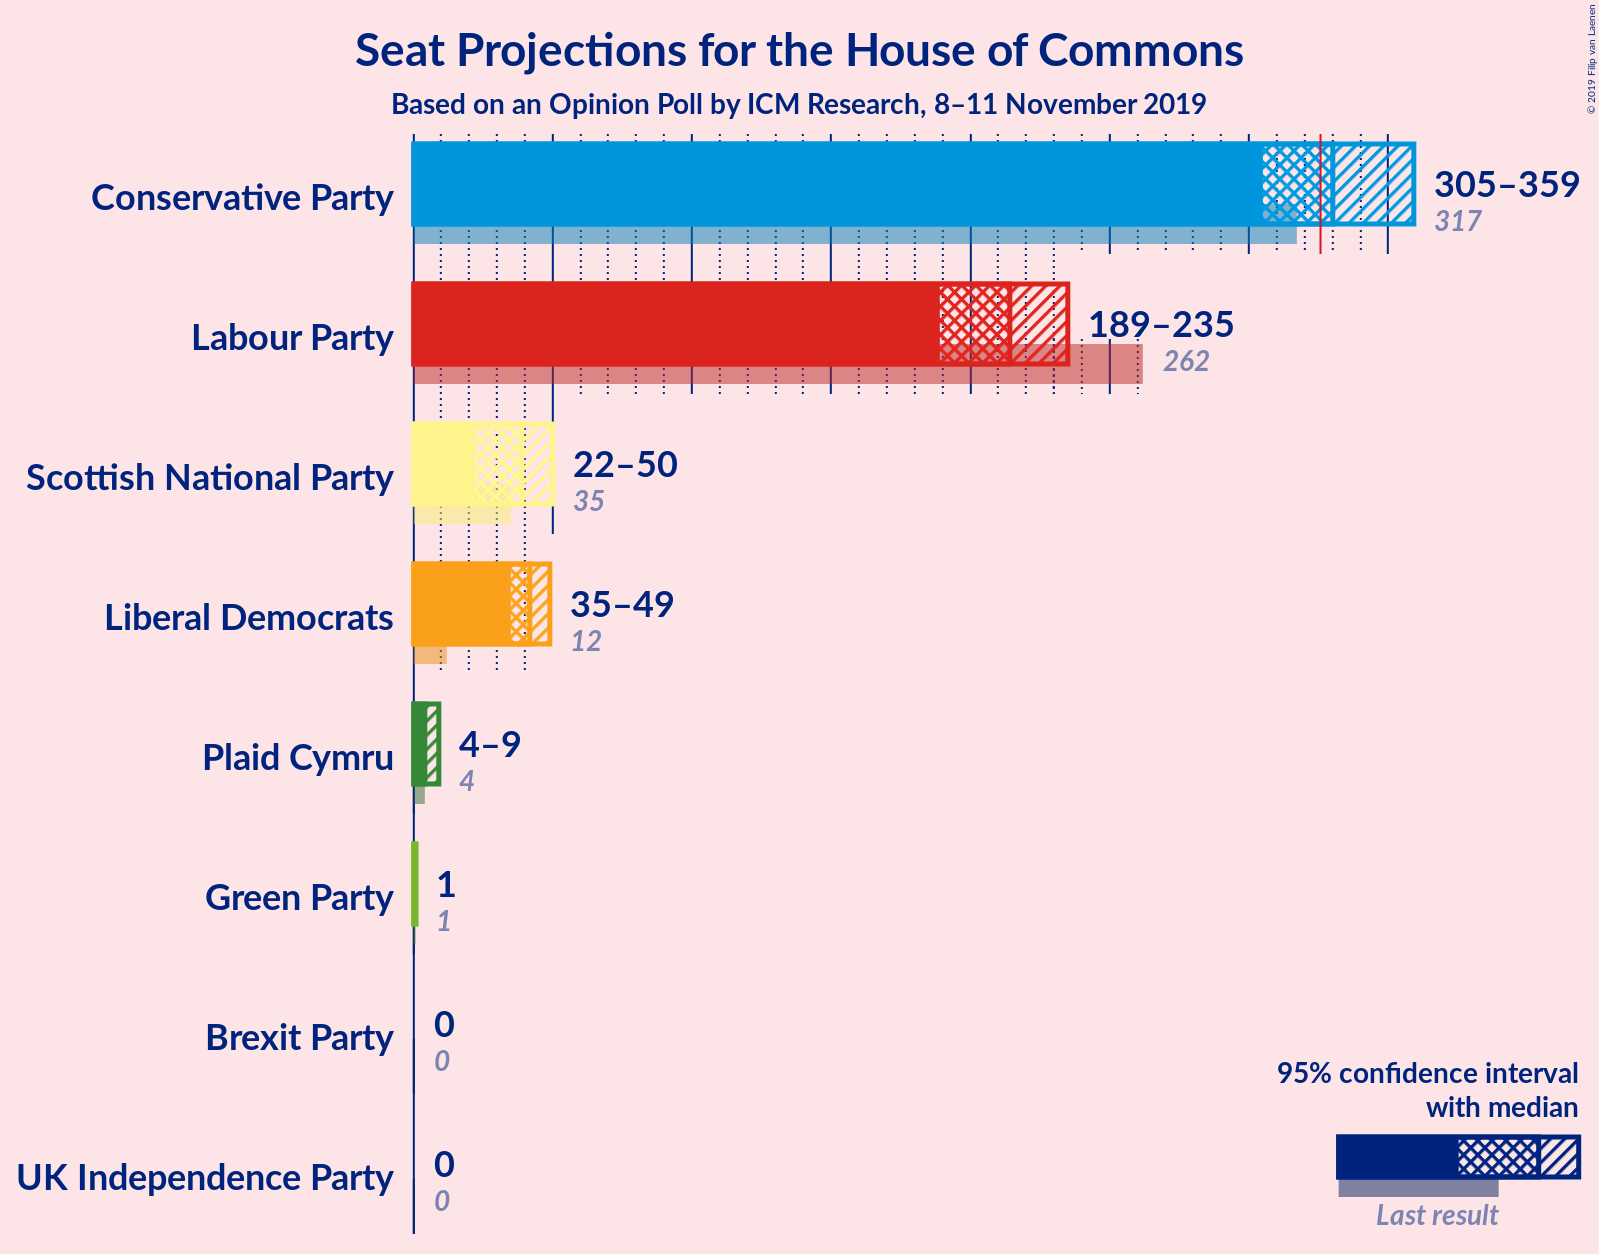 Seat Projections for the House of Commons
Based on an Opinion Poll by ICM Research, 8–11 November 2019
© 2019 Filip van Laenen
Conservative Party
305–359
317
Labour Party
189–235
262
Scottish National Party
22–50
35
Liberal Democrats
35–49
12
Plaid Cymru
4–9
4
Green Party
1
1
Brexit Party
0
0
UK Independence Party
0
0
95% confidence interval
with median
Last result